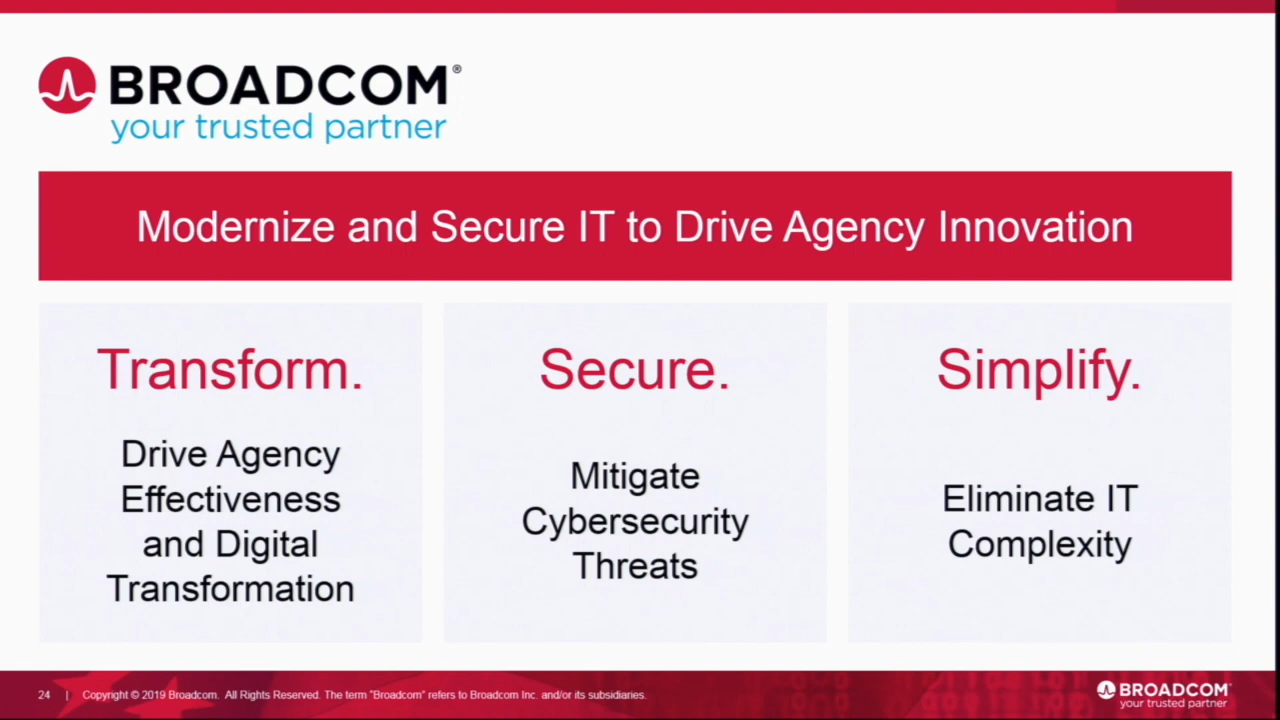 BROADCOM®
your trusted partner
Modernize and Secure IT to Drive Agency Innovation
Transform.
Drive Agency
Effectiveness
and Digital
Transformation
Secure.
Mitigate
Cybersecurity
Threats
Simplify.
Eliminate IT
Complexity
24 | Copyright © 2019 Broadcom. All Rights Reserved. The term "Broadcom" refers to Broadcom Inc. and/or its subsidiaries.
BROADCOM®
your trusted partner